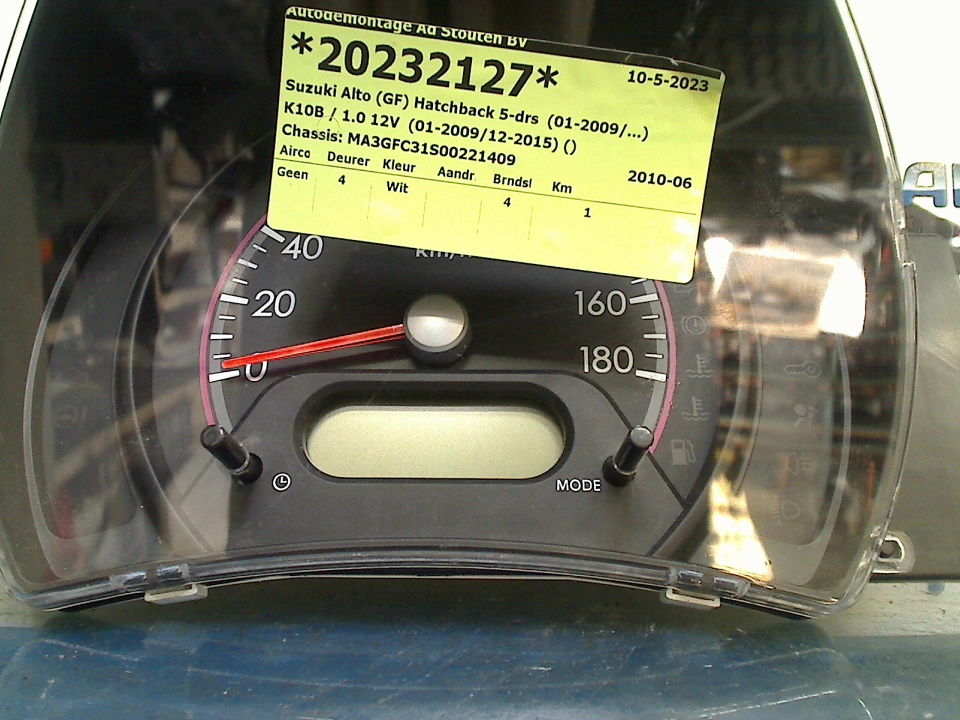 Autodemontage Ad Stouten BV
*20232127* 10-5-2023
Suzuki Alto (GF) Hatchback 5-drs (01-2009/...)
K10B / 1.0 12V (01-2009/12-2015) ()
Chassis: MA3GFC31S00221409
2010-06
Airco Deurer Kleur Aandr Brndsl Km
Geen 4 Wit 4 1
km/
40
20 160
0 180
MODE